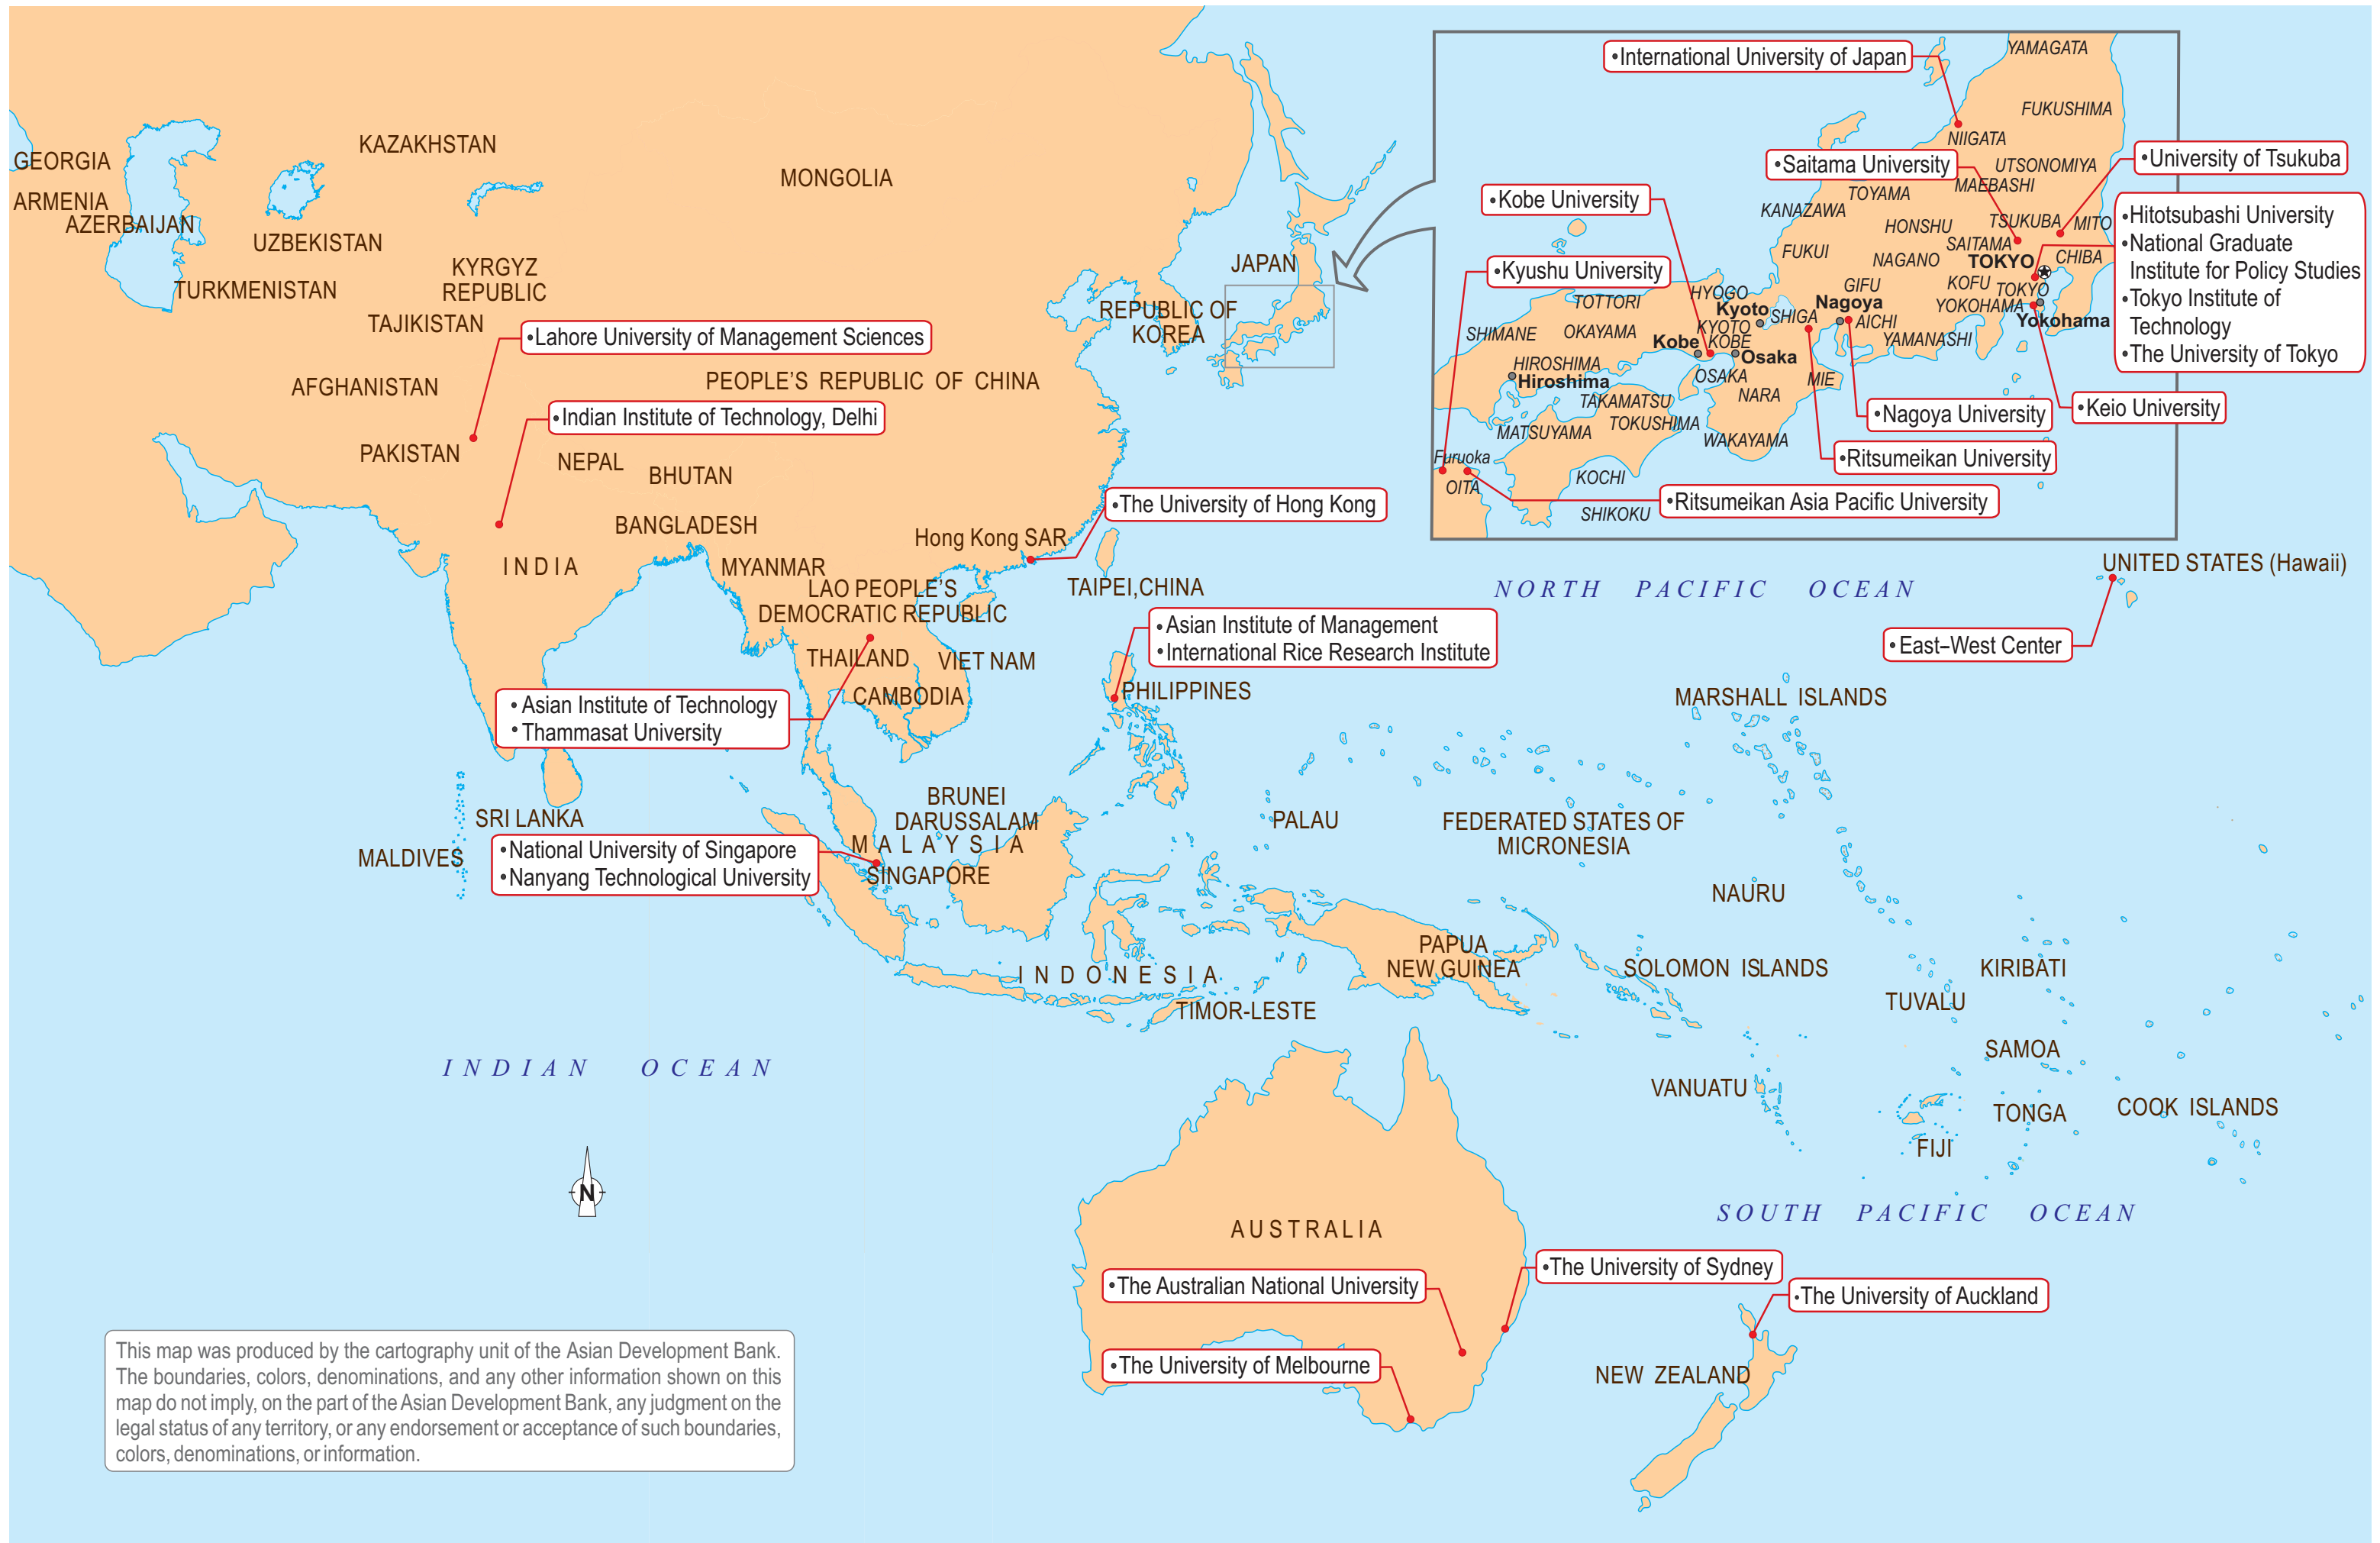 GEORGIA
ARMENIA
AZERBAIJAN
KAZAKHSTAN
UZBEKISTAN
TURKMENISTAN
KYRGYZ
REPUBLIC
TAJIKISTAN
MONGOLIA
AFGHANISTAN
PAKISTAN
•Lahore University of Management Sciences
PEOPLE'S REPUBLIC OF CHINA
•Indian Institute of Technology, Delhi
NEPAL
BHUTAN
BANGLADESH
INDIA
MYANMAR
LAO PEOPLE'S
DEMOCRATIC REPUBLIC
Hong Kong SAR
•The University of Hong Kong
TAIPEI,CHINA
REPUBLIC OF
KOREA
JAPAN
•International University of Japan
YAMAGATA
FUKUSHIMA
NIIGATA
•Saitama University
UTSONOMIYA
•University of Tsukuba
MAEBASHI
TOYAMA
•Kobe University
KANAZAWA
HONSHU
TSUKUBA
MITO
•Hitotsubashi University
•National Graduate
Institute for Policy Studies
•Tokyo Institute of
Technology
•The University of Tokyo
SAITAMA
FUKUI
NAGANO
TOKYO
CHIBA
•Kyushu University
GIFU
KOFU
TOKYO
HYOGO
TOTTORI
Nagoya
YOKOHAMA
Kyoto
SHIGA
AICHI
Yokohama
SHIMANE
OKAYAMA
KYOTO
Kobe
KOBE
YAMANASHI
Osaka
HIROSHIMA
Hiroshima
OSAKA
MIE
NARA
TAKAMATSU
TOKUSHIMA
•Nagoya University
•Keio University
MATSUYAMA
WAKAYAMA
Furuoka
•Ritsumeikan University
OITA
KOCHI
•Ritsumeikan Asia Pacific University
SHIKOKU
NORTH PACIFIC OCEAN
UNITED STATES (Hawaii)
•East–West Center
•Asian Institute of Management
•International Rice Research Institute
PHILIPPINES
THAILAND
VIET NAM
CAMBODIA
•Asian Institute of Technology
•Thammasat University
MARSHALL ISLANDS
SRI LANKA
MALDIVES
BRUNEI
DARUSSALAM
MALAYSIA
SINGAPORE
•National University of Singapore
•Nanyang Technological University
PALAU
FEDERATED STATES OF
MICRONESIA
NAURU
PAPUA
NEW GUINEA
INDONESIA
TIMOR-LESTE
SOLOMON ISLANDS
KIRIBATI
TUVALU
SAMOA
VANUATU
TONGA
COOK ISLANDS
FIJI
INDIAN OCEAN
N
SOUTH PACIFIC OCEAN
AUSTRALIA
•The University of Sydney
•The Australian National University
•The University of Auckland
•The University of Melbourne
NEW ZEALAND
This map was produced by the cartography unit of the Asian Development Bank.
The boundaries, colors, denominations, and any other information shown on this
map do not imply, on the part of the Asian Development Bank, any judgment on the
legal status of any territory, or any endorsement or acceptance of such boundaries,
colors, denominations, or information.